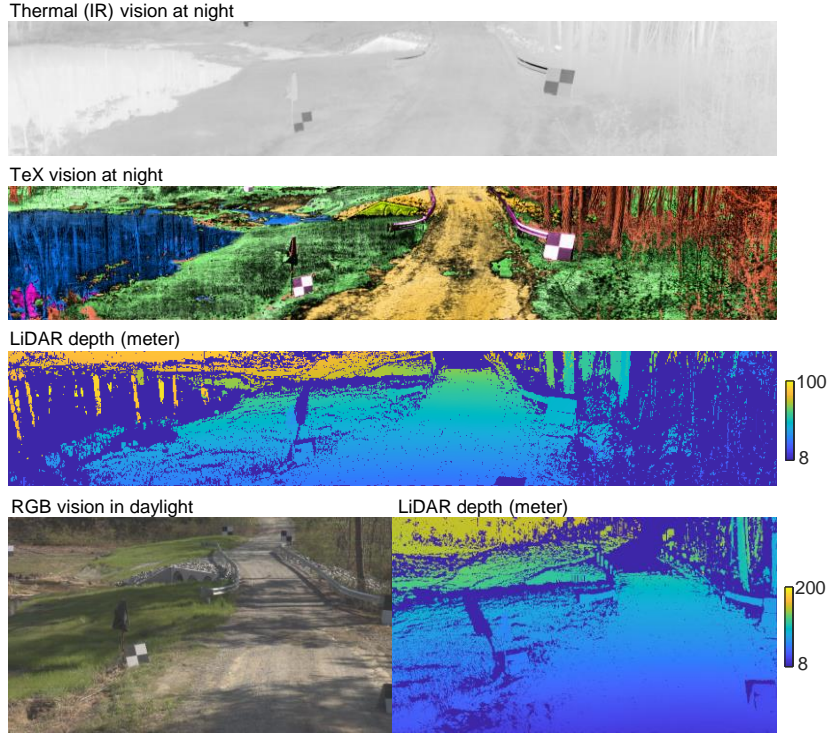 Thermal (IR) vision at night
TeX vision at night
LiDAR depth (meter)
100
8
RGB vision in daylight
LiDAR depth (meter)
200
8